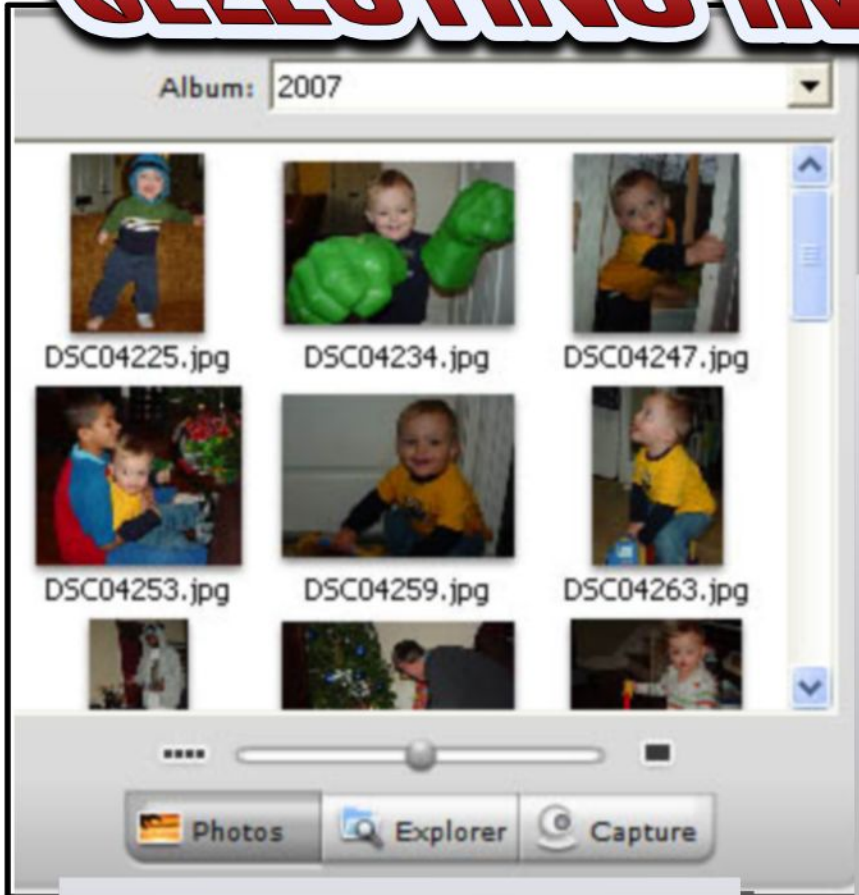 Album: 2007
DSC04225.jpg DSC04234.jpg DSC04247.jpg
DSC04253.jpg DSC04259.jpg DSC04263.jpg
Photos Explorer Capture